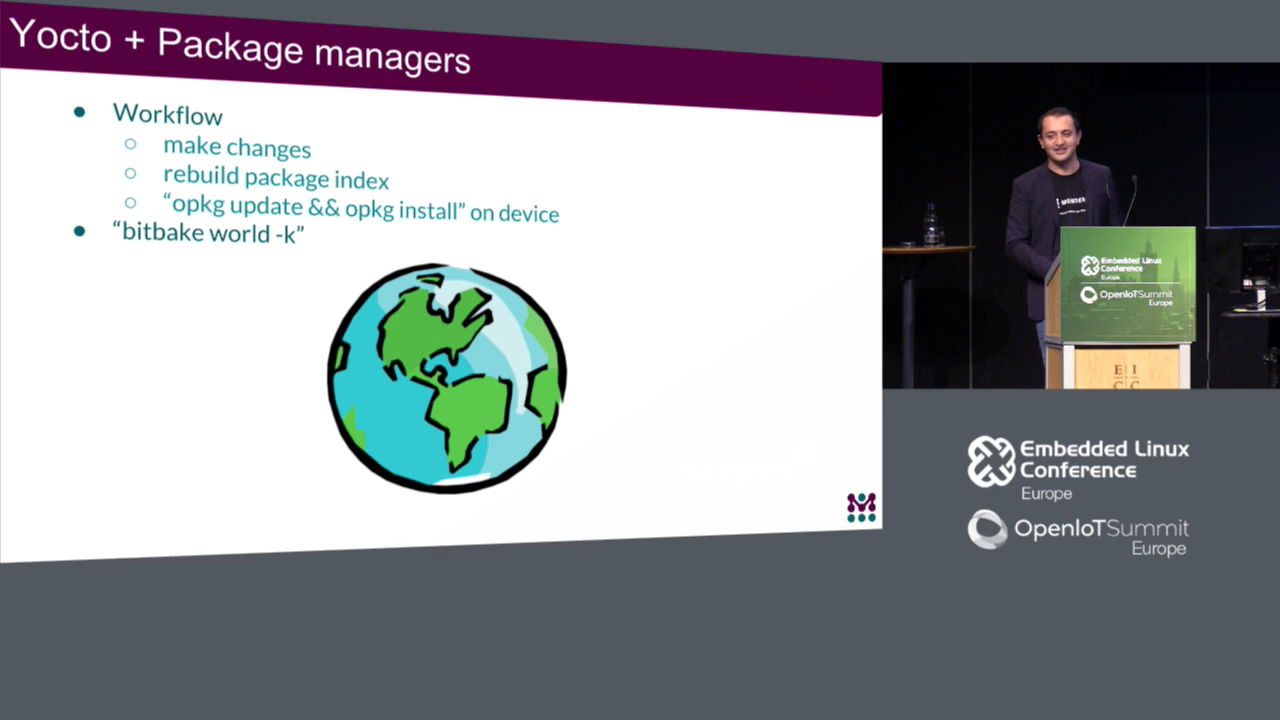 Yocto + Package managers
● Workflow
○ make changes
○ rebuild package index
○ “opkg update && opkg install” on device
● “bitbake world -k”
MENDER
Embedded Linux
Conference
Europe
OpenIoTSummit
Europe
E I
C C
Embedded Linux
Conference
Europe
OpenIoTSummit
Europe